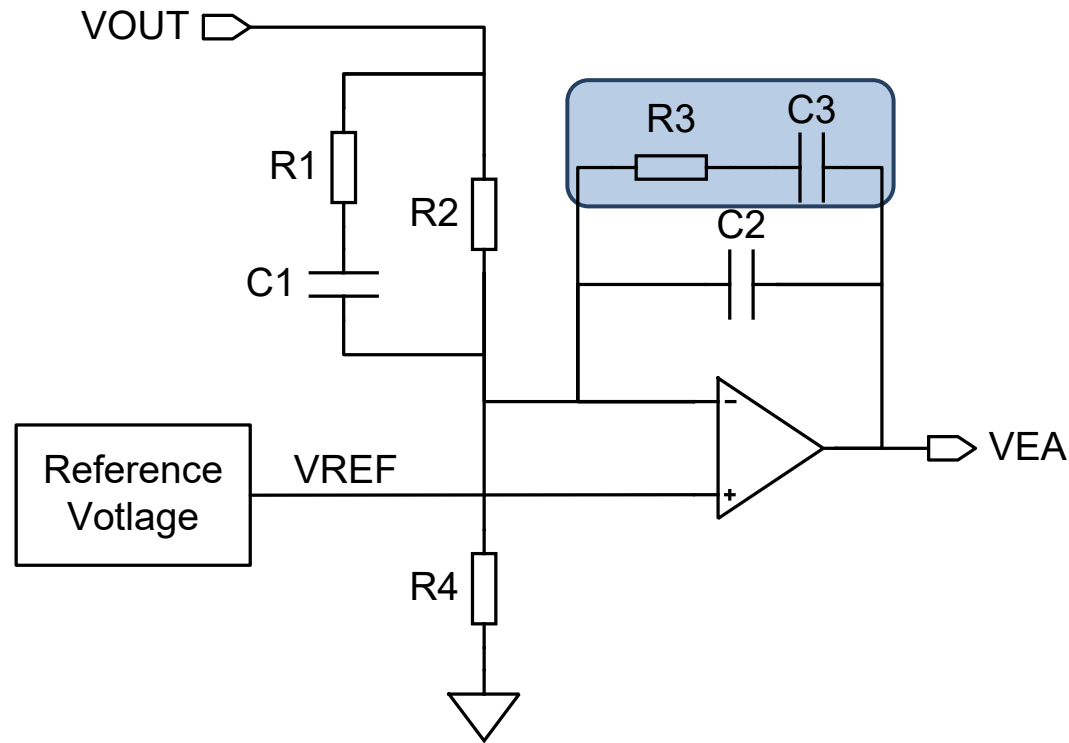 VOUT
C3
R3
R1
R2
C2
C1
−
VEA
Reference
Votlage
VREF
+
R4